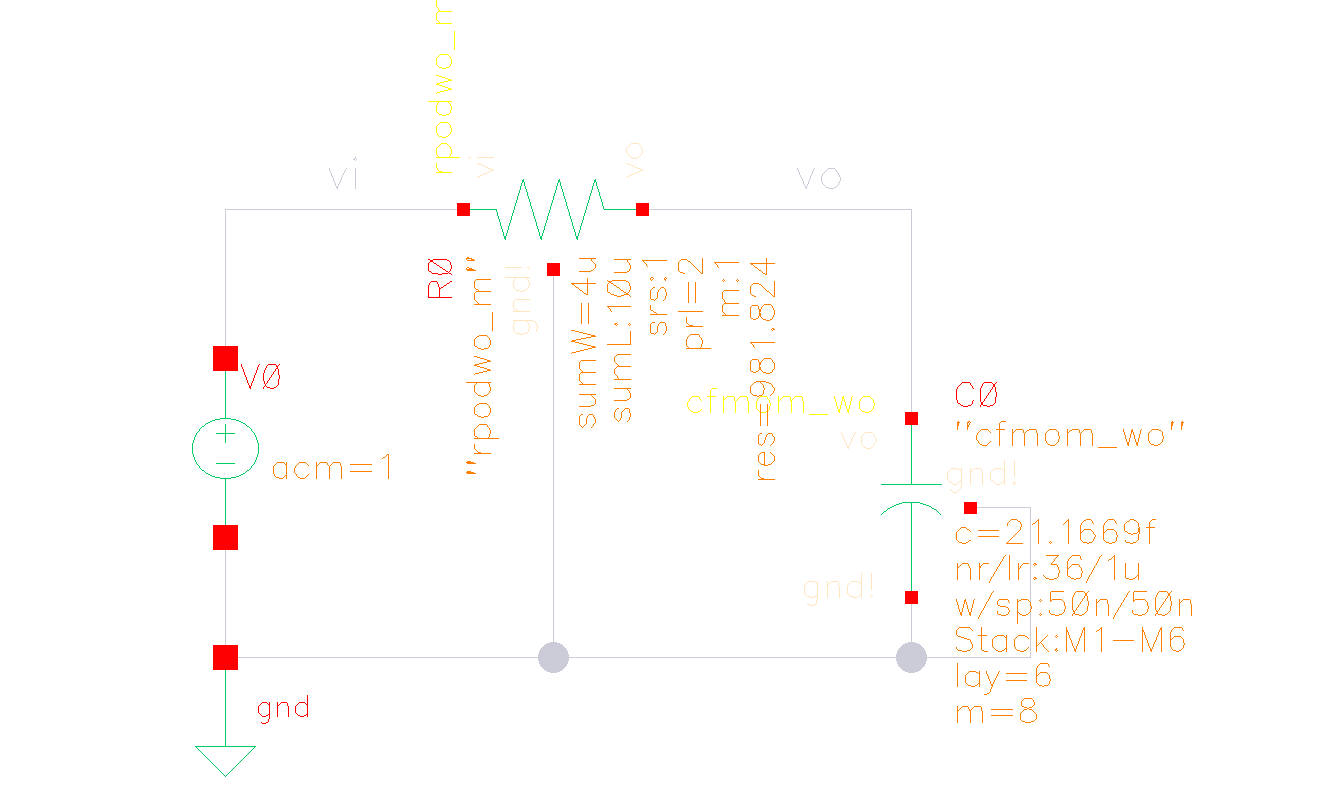 rpodwo_m
vi
vi
vo
vo
R0
"rpodwo_m"
gnd!
sumW=4u
sumL:10u
srs:1
prl=2
m:1
res=981.824
V0
acm=1
cfmom_wo
vo
C0
"cfmom_wo"
gnd!
c=21.1669f
nr/lr:36/1u
w/sp:50n/50n
Stack:M1-M6
lay=6
m=8
gnd!
gnd